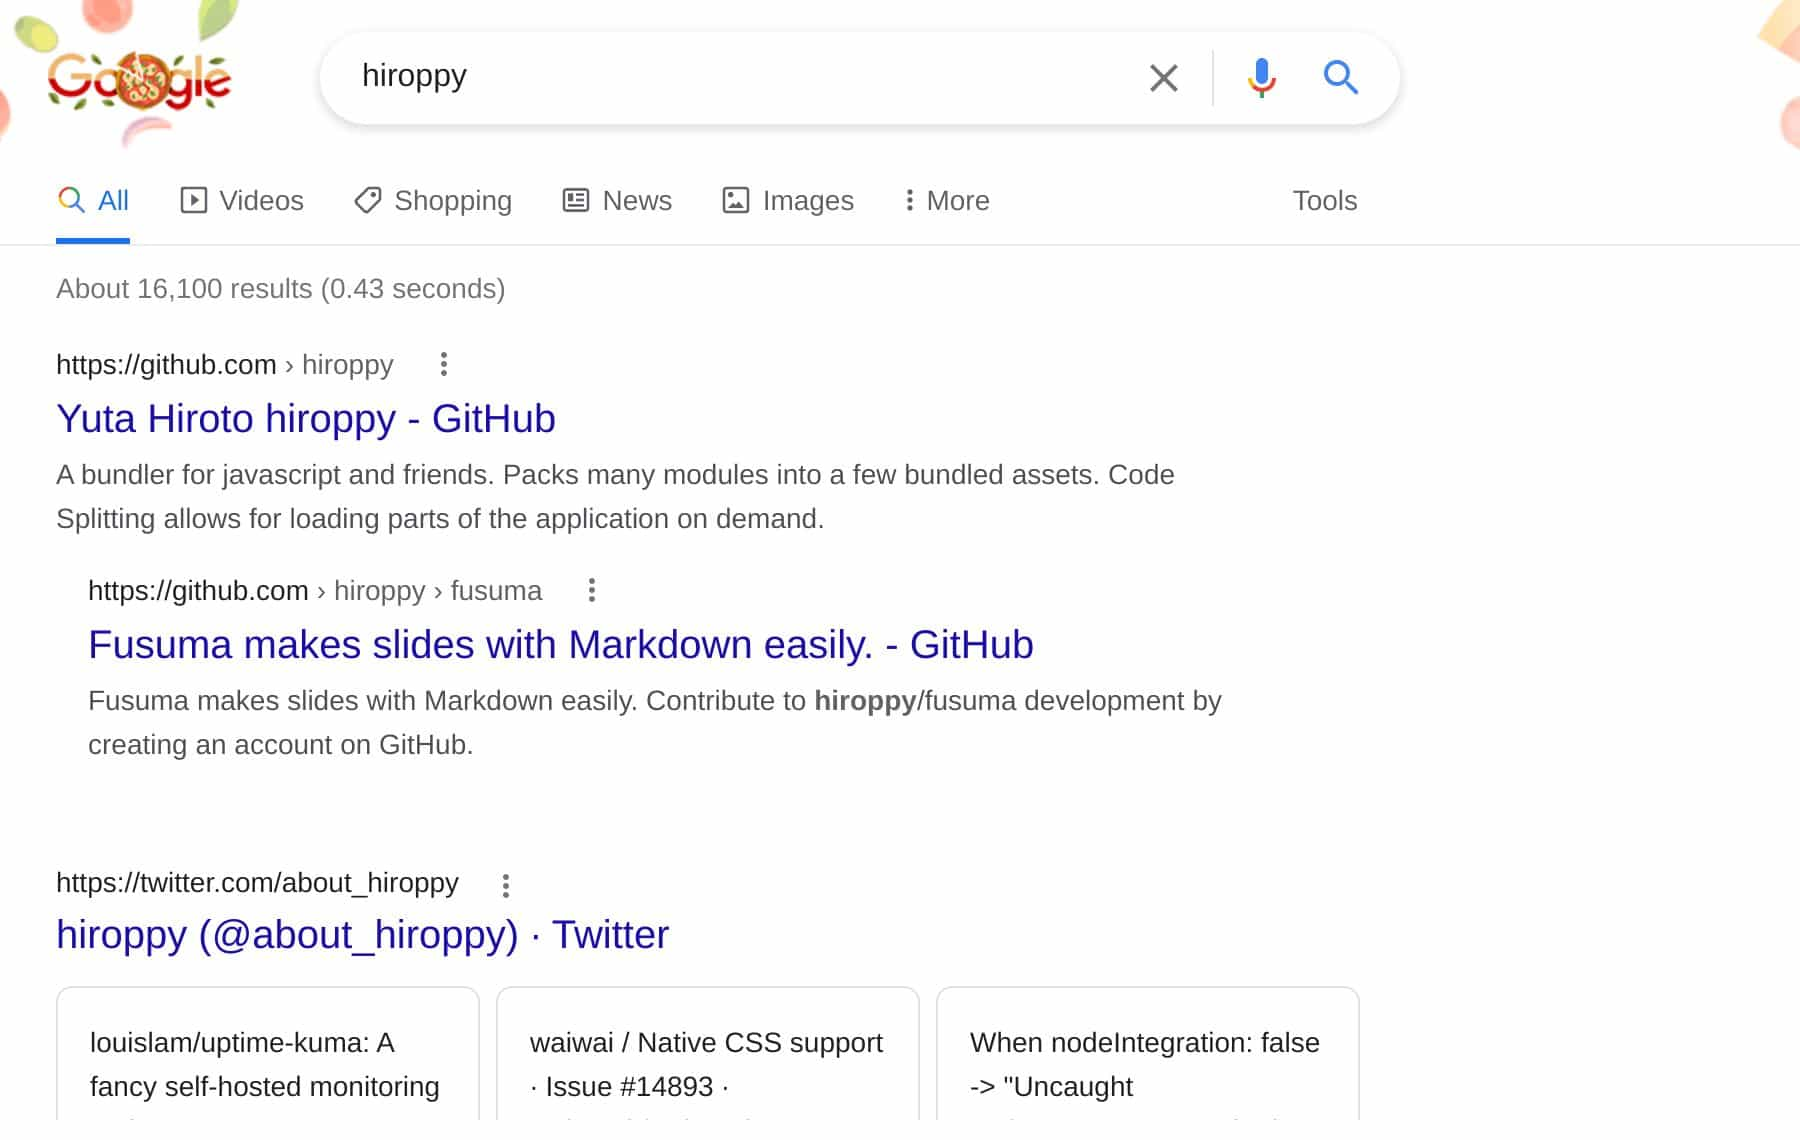 Google
hiroppy
All
Videos
Shopping
News
Images
More
Tools
About 16,100 results (0.43 seconds)
https://github.com › hiroppy
Yuta Hiroto hiroppy - GitHub
A bundler for javascript and friends. Packs many modules into a few bundled assets. Code
Splitting allows for loading parts of the application on demand.
https://github.com › hiroppy › fusuma
Fusuma makes slides with Markdown easily. - GitHub
Fusuma makes slides with Markdown easily. Contribute to hiroppy/fusuma development by
creating an account on GitHub.
https://twitter.com/about_hiroppy
hiroppy (@about_hiroppy) · Twitter
louislam/uptime-kuma: A
fancy self-hosted monitoring
waiwai / Native CSS support
· Issue #14893 ·
When nodeIntegration: false
-> "Uncaught